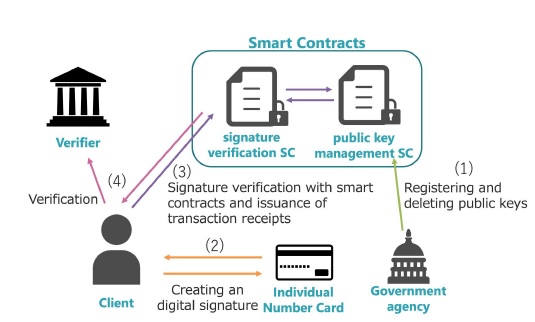 Smart Contracts
signature
verification SC
public key
management SC
Verifier
(1)
Registering and
deleting public keys
(4)
Verification
(3)
Signature verification with smart
contracts and issuance of
transaction receipts
(2)
Creating an
digital signature
Client
Individual
Number Card
Government
agency